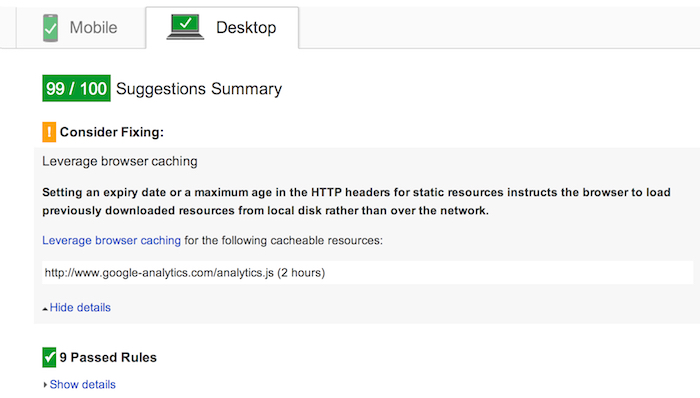 Mobile
Desktop
99 / 100 Suggestions Summary
! Consider Fixing:
Leverage browser caching
Setting an expiry date or a maximum age in the HTTP headers for static resources instructs the browser to load
previously downloaded resources from local disk rather than over the network.
Leverage browser caching for the following cacheable resources:
http://www.google-analytics.com/analytics.js (2 hours)
Hide details
9 Passed Rules
Show details